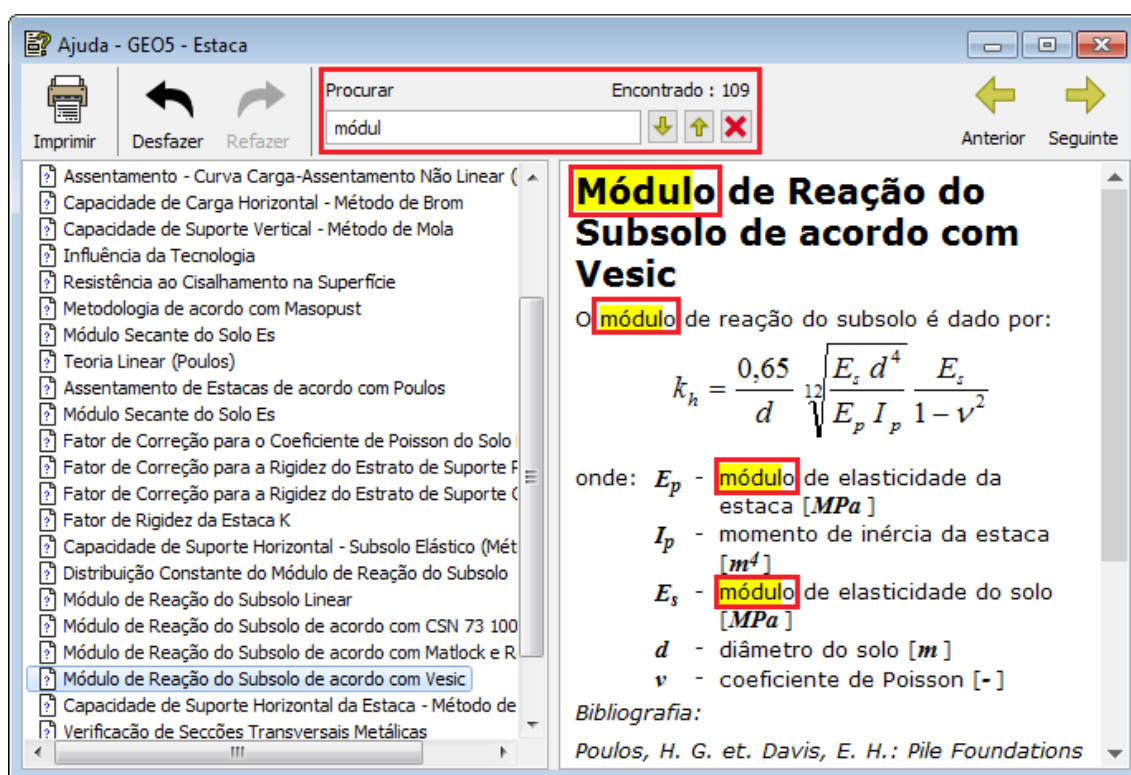 Ajuda - GEO5 - Estaca
Imprimir
Desfazer
Refazer
Procurar
Encontrado : 109
módul
Anterior
Seguinte
Assentamento - Curva Carga-Assentamento Não Linear (
Capacidade de Carga Horizontal - Método de Brom
Capacidade de Suporte Vertical - Método de Mola
Influência da Tecnologia
Resistência ao Cisalhamento na Superfície
Metodologia de acordo com Masopust
Módulo Secante do Solo Es
Teoria Linear (Poulos)
Assentamento de Estacas de acordo com Poulos
Módulo Secante do Solo Es
Fator de Correção para o Coeficiente de Poisson do Solo
Fator de Correção para a Rigidez do Estrato de Suporte
Fator de Correção para a Rigidez do Estrato de Suporte
Fator de Rigidez da Estaca K
Capacidade de Suporte Horizontal - Subsolo Elástico (Mét
Distribuição Constante do Módulo de Reação do Subsolo
Módulo de Reação do Subsolo Linear
Módulo de Reação do Subsolo de acordo com CSN 73 100
Módulo de Reação do Subsolo de acordo com Matlock e R
Módulo de Reação do Subsolo de acordo com Vesic
Capacidade de Suporte Horizontal da Estaca - Método de
Verificação de Secções Transversais Metálicas
Módulo de Reação do
Subsolo de acordo com
Vesic
O módulo de reação do subsolo é dado por:
k_h = 0,65 / d ¹²√(E_s d⁴ / E_p I_p) E_s / (1 − ν²)
onde: E_p - módulo de elasticidade da
estaca [MPa]
I_p - momento de inércia da estaca
[m⁴]
E_s - módulo de elasticidade do solo
[MPa]
d - diâmetro do solo [m]
ν - coeficiente de Poisson [-]
Bibliografia:
Poulos, H. G. et. Davis, E. H.: Pile Foundations